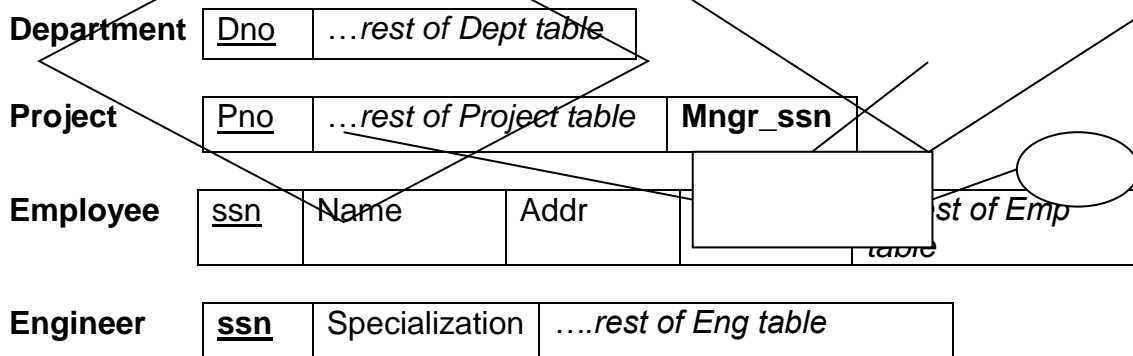 Department Dno …rest of Dept table
Project Pno …rest of Project table Mngr_ssn
Employee ssn Name Addr of Emp
table
Engineer ssn Specialization ….rest of Eng table